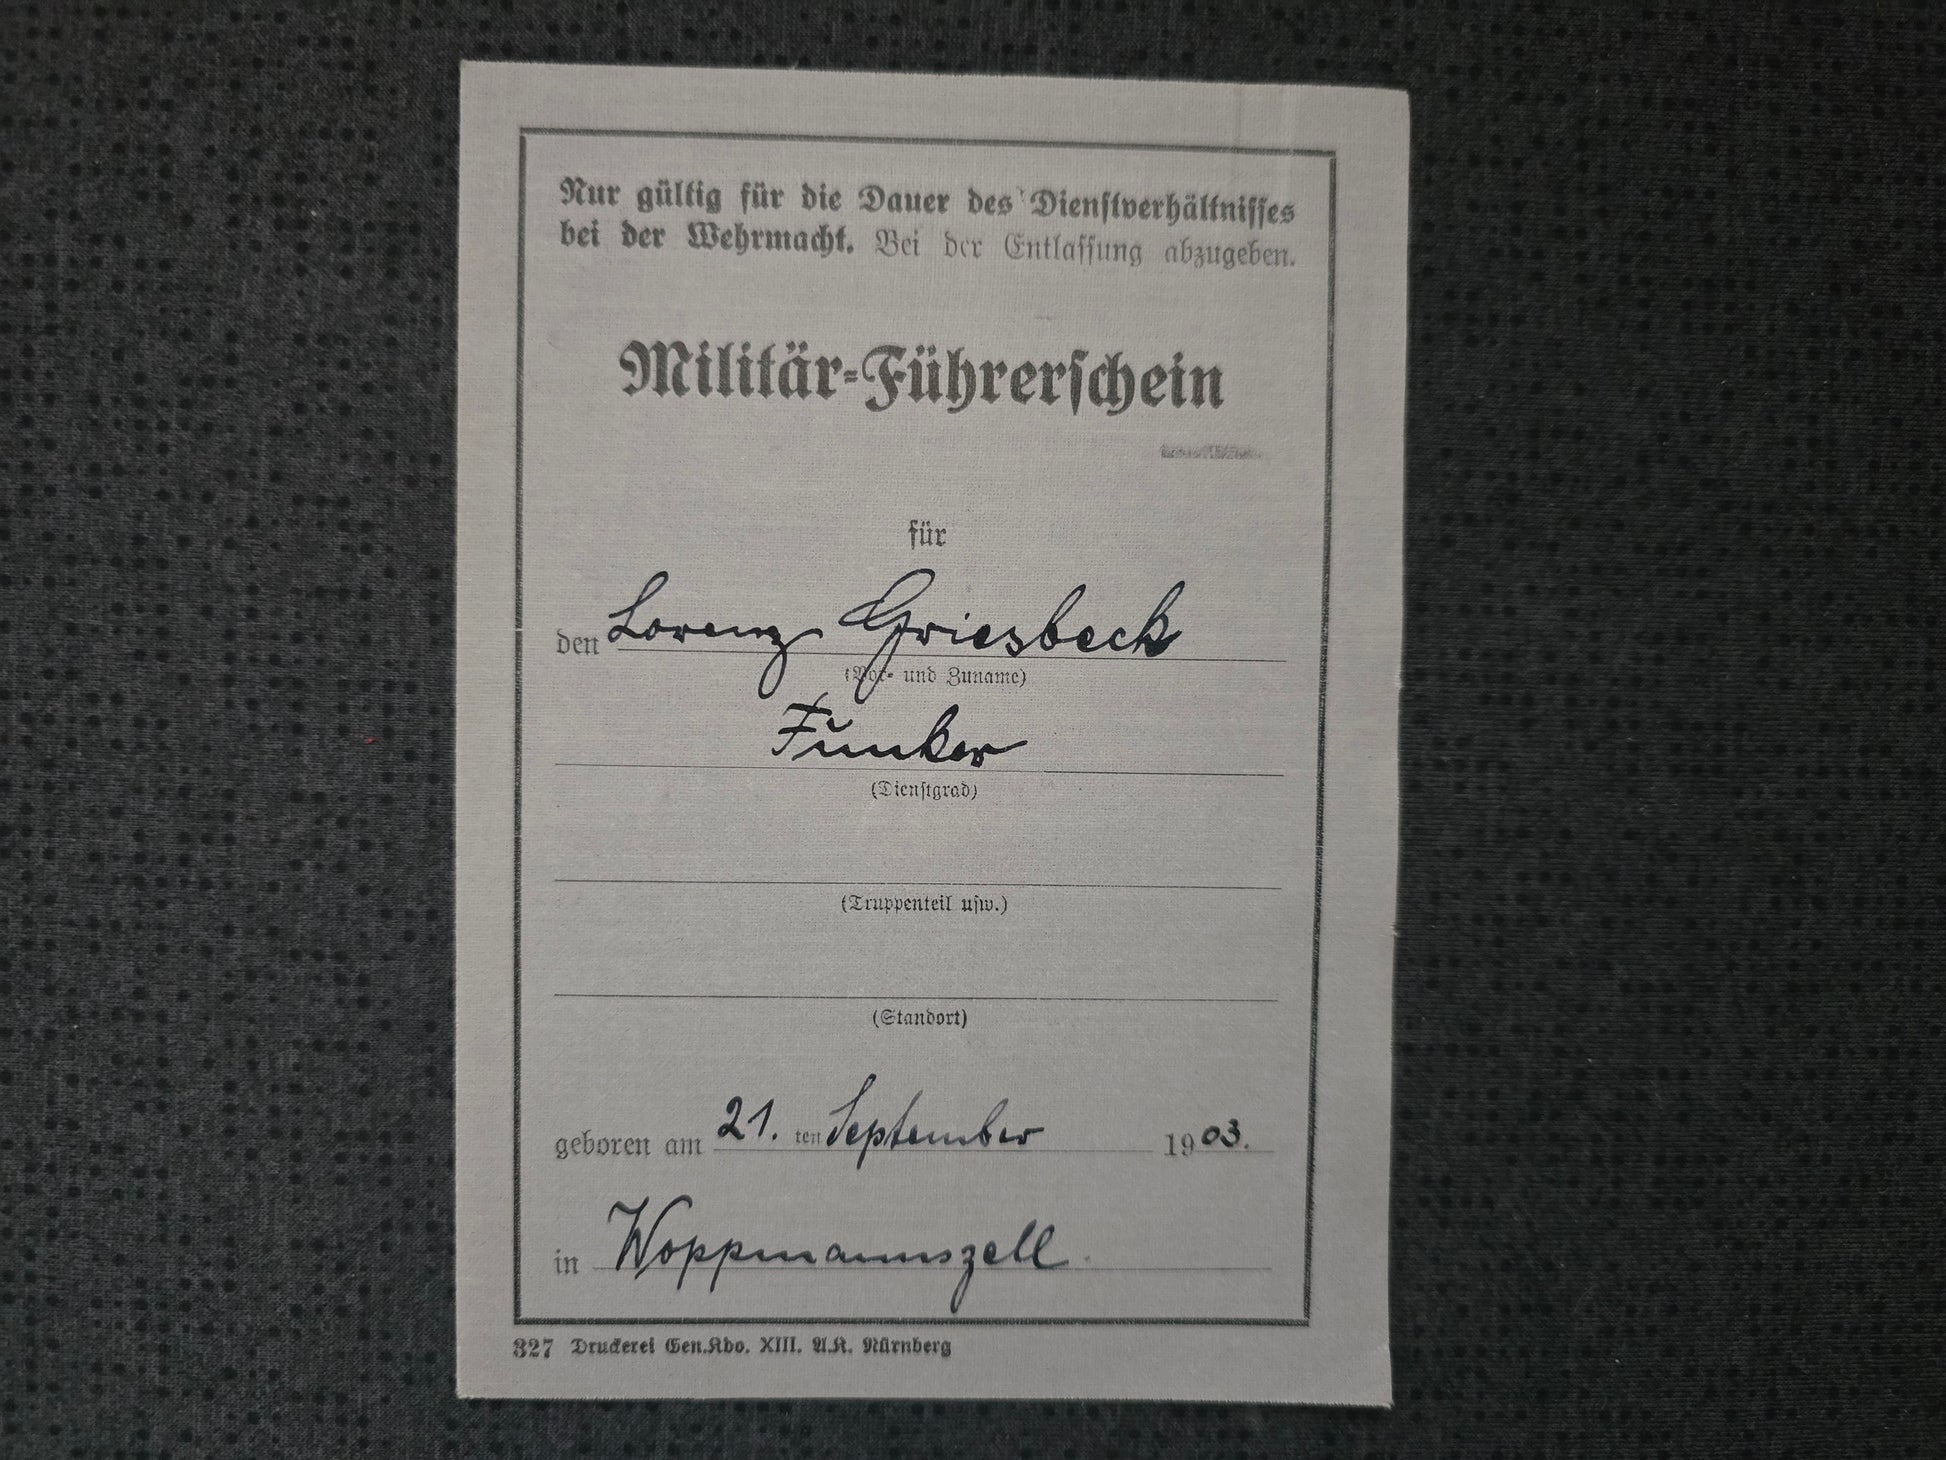 Nur gültig für die Dauer des Dienstverhältnisses
bei der Wehrmacht. Bei der Entlassung abzugeben.
Militär-Führerschein
für
den Lorenz Griesbeck
(Vor- und Zuname)
Funker
(Dienstgrad)
(Truppenteil usw.)
(Standort)
geboren am 21. ten September 1903.
in Woppmannszell.
327 Druckerei Gen.Kdo. XIII. A.K. Nürnberg